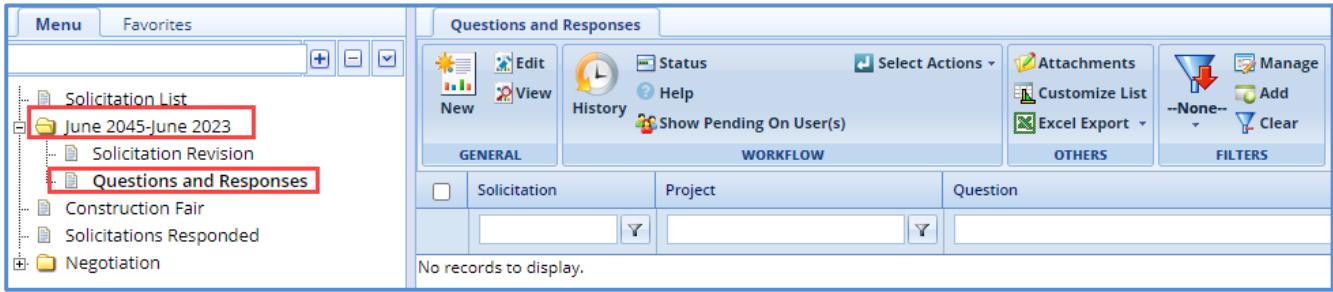 Menu Favorites
Solicitation List
June 2045-June 2023
Solicitation Revision
Questions and Responses
Construction Fair
Solicitations Responded
Negotiation
Questions and Responses
New
Edit
View
GENERAL
History
Status
Help
Show Pending On User(s)
Select Actions
WORKFLOW
Attachments
Customize List
Excel Export
OTHERS
--None--
Manage
Add
Clear
FILTERS
Solicitation Project Question
No records to display.